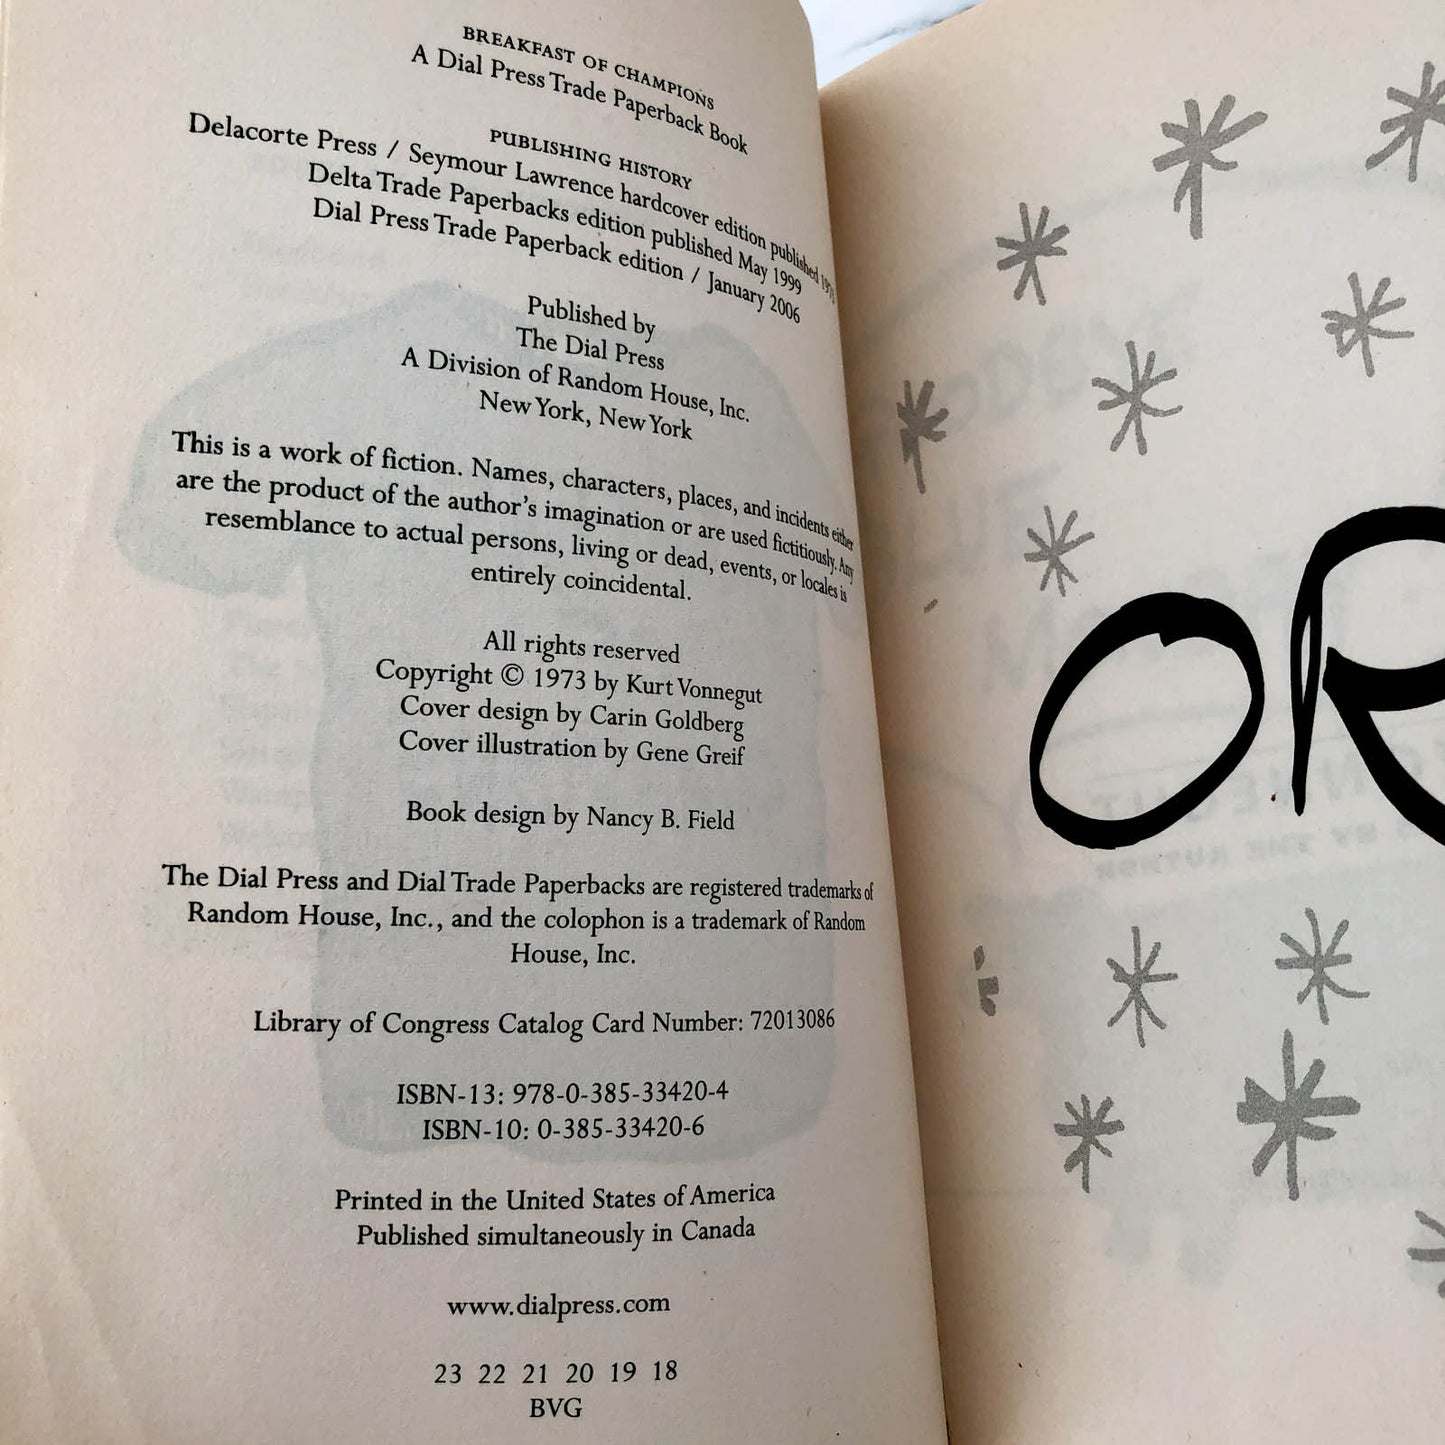 BREAKFAST OF CHAMPIONS
A Dial Press Trade Paperback Book
PUBLISHING HISTORY
Delacorte Press / Seymour Lawrence hardcover edition published 1973
Delta Trade Paperbacks edition published May 1999
Dial Press Trade Paperback edition / January 2006
Published by
The Dial Press
A Division of Random House, Inc.
New York, New York
This is a work of fiction. Names, characters, places, and incidents either
are the product of the author's imagination or are used fictitiously. Any
resemblance to actual persons, living or dead, events, or locales is
entirely coincidental.
All rights reserved
Copyright © 1973 by Kurt Vonnegut
Cover design by Carin Goldberg
Cover illustration by Gene Greif
Book design by Nancy B. Field
The Dial Press and Dial Trade Paperbacks are registered trademarks of
Random House, Inc., and the colophon is a trademark of Random
House, Inc.
Library of Congress Catalog Card Number: 72013086
ISBN-13: 978-0-385-33420-4
ISBN-10: 0-385-33420-6
Printed in the United States of America
Published simultaneously in Canada
www.dialpress.com
23 22 21 20 19 18
BVG
OR